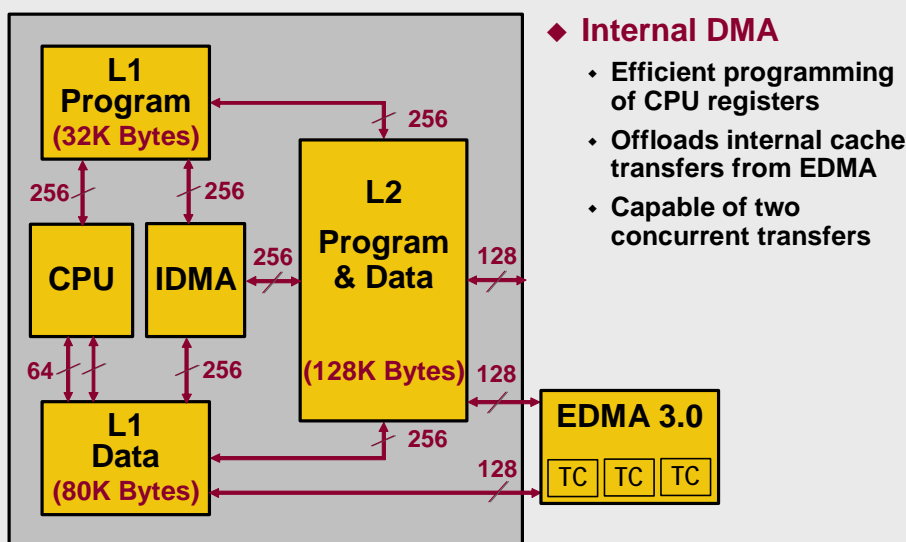 L1
Program
(32K Bytes)
256
256
256
CPU
IDMA
256
L2
Program
& Data
(128K Bytes)
128
64
256
128
L1
Data
(80K Bytes)
256
128
EDMA 3.0
TC TC TC
◆ Internal DMA
• Efficient programming
of CPU registers
• Offloads internal cache
transfers from EDMA
• Capable of two
concurrent transfers